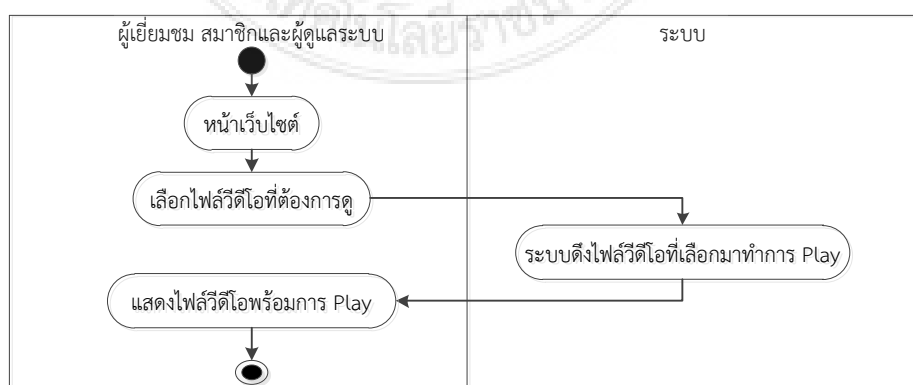 ผู้เยี่ยมชม สมาชิกและผู้ดูแลระบบ
ระบบ
หน้าเว็บไซต์
เลือกไฟล์วีดีโอที่ต้องการดู
ระบบดึงไฟล์วีดีโอที่เลือกมาทำการ Play
แสดงไฟล์วีดีโอพร้อมการ Play